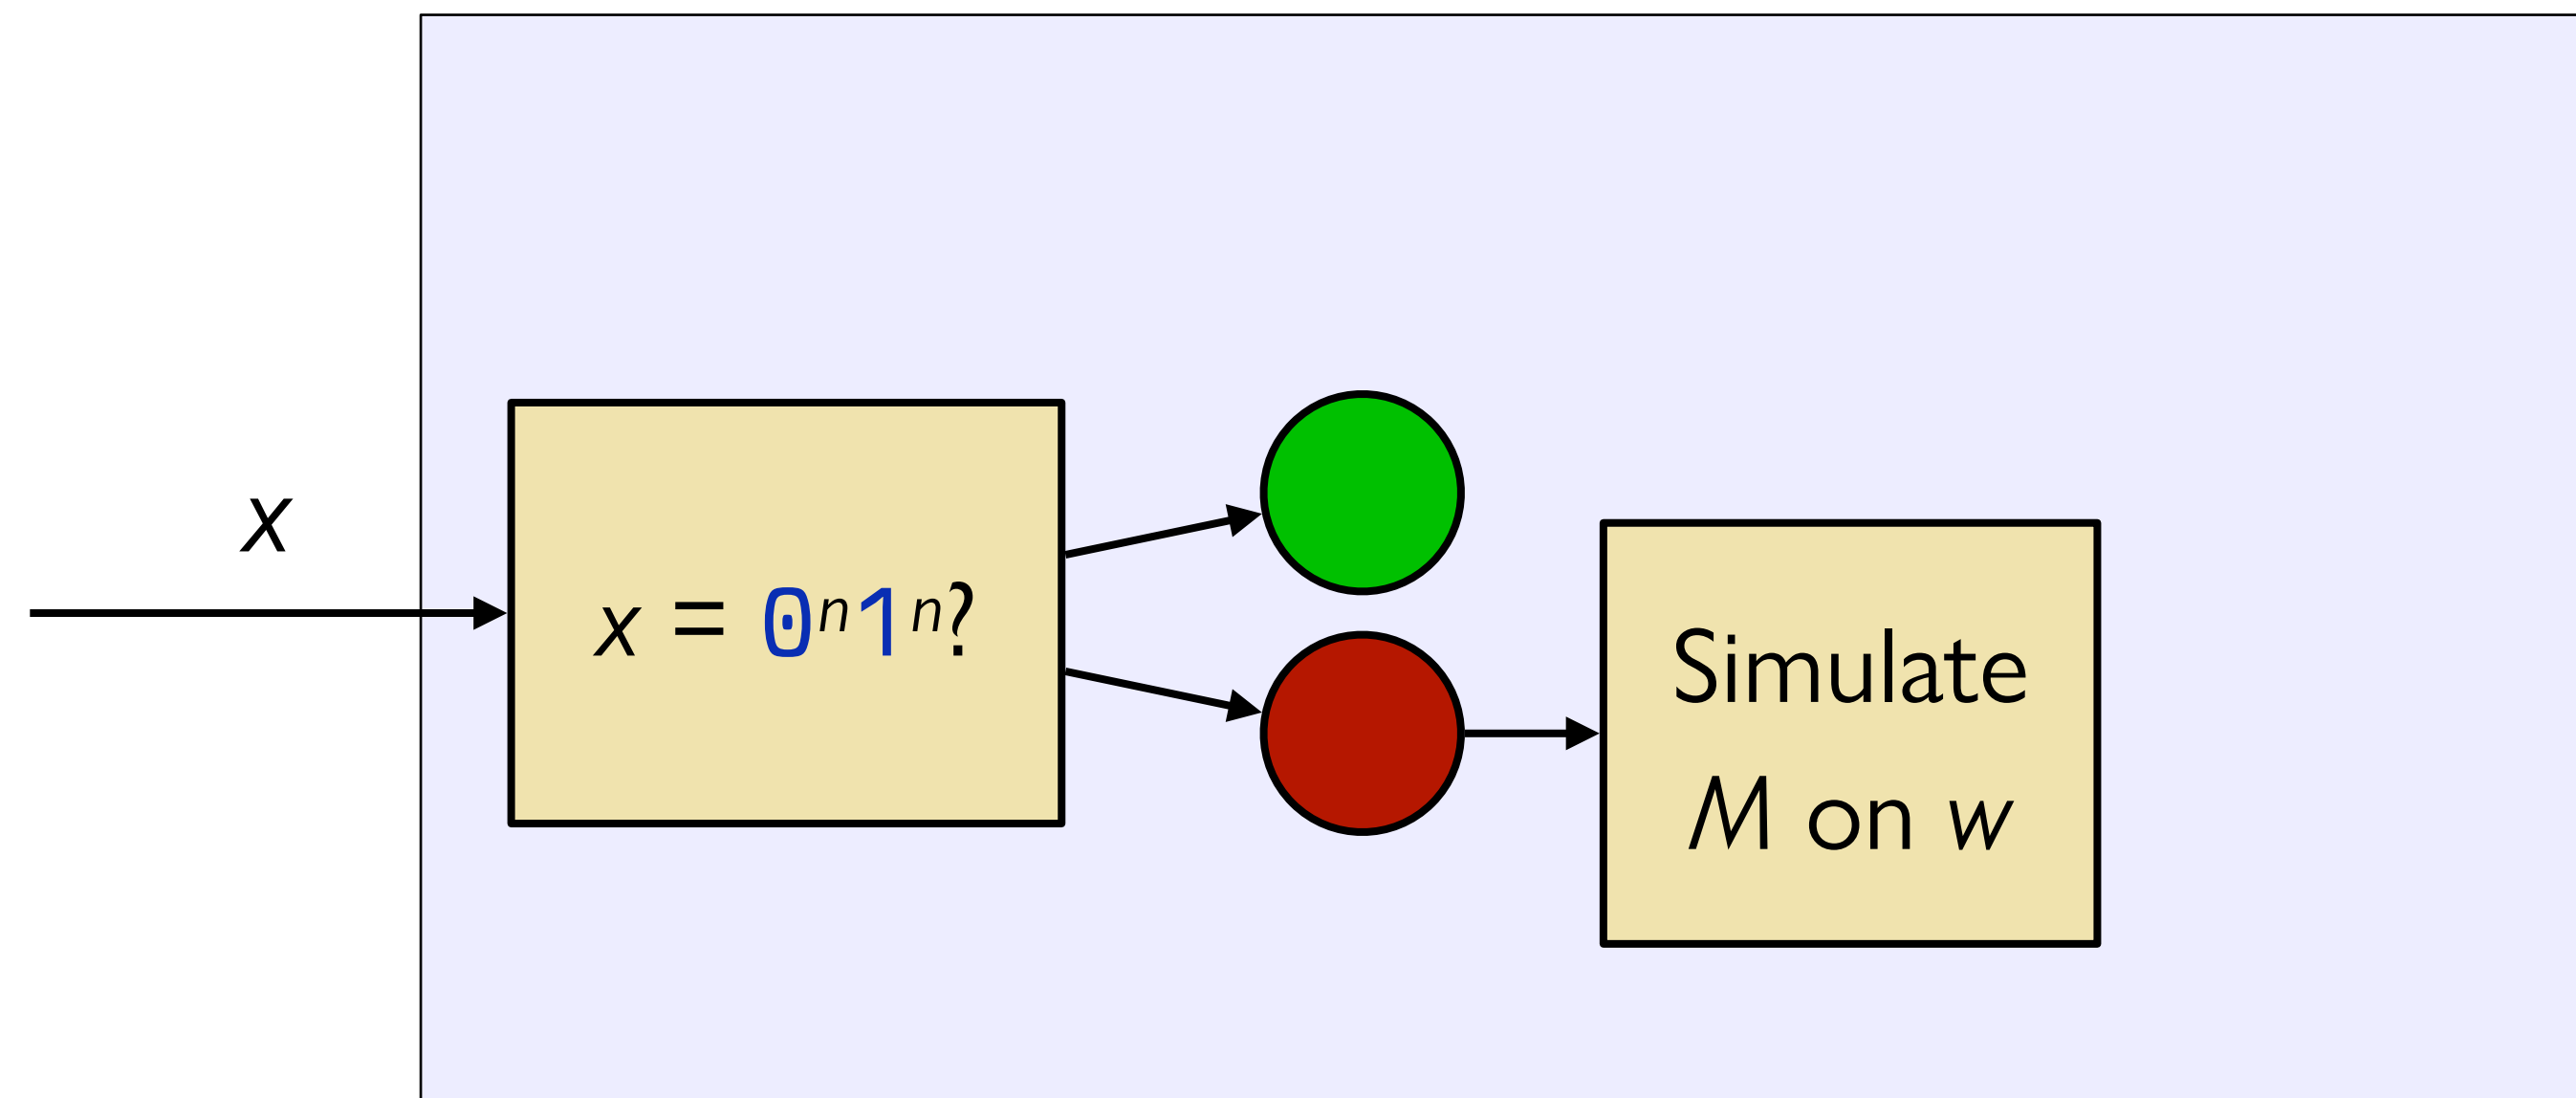 x
x = 0ⁿ1ⁿ?
Simulate
M on w